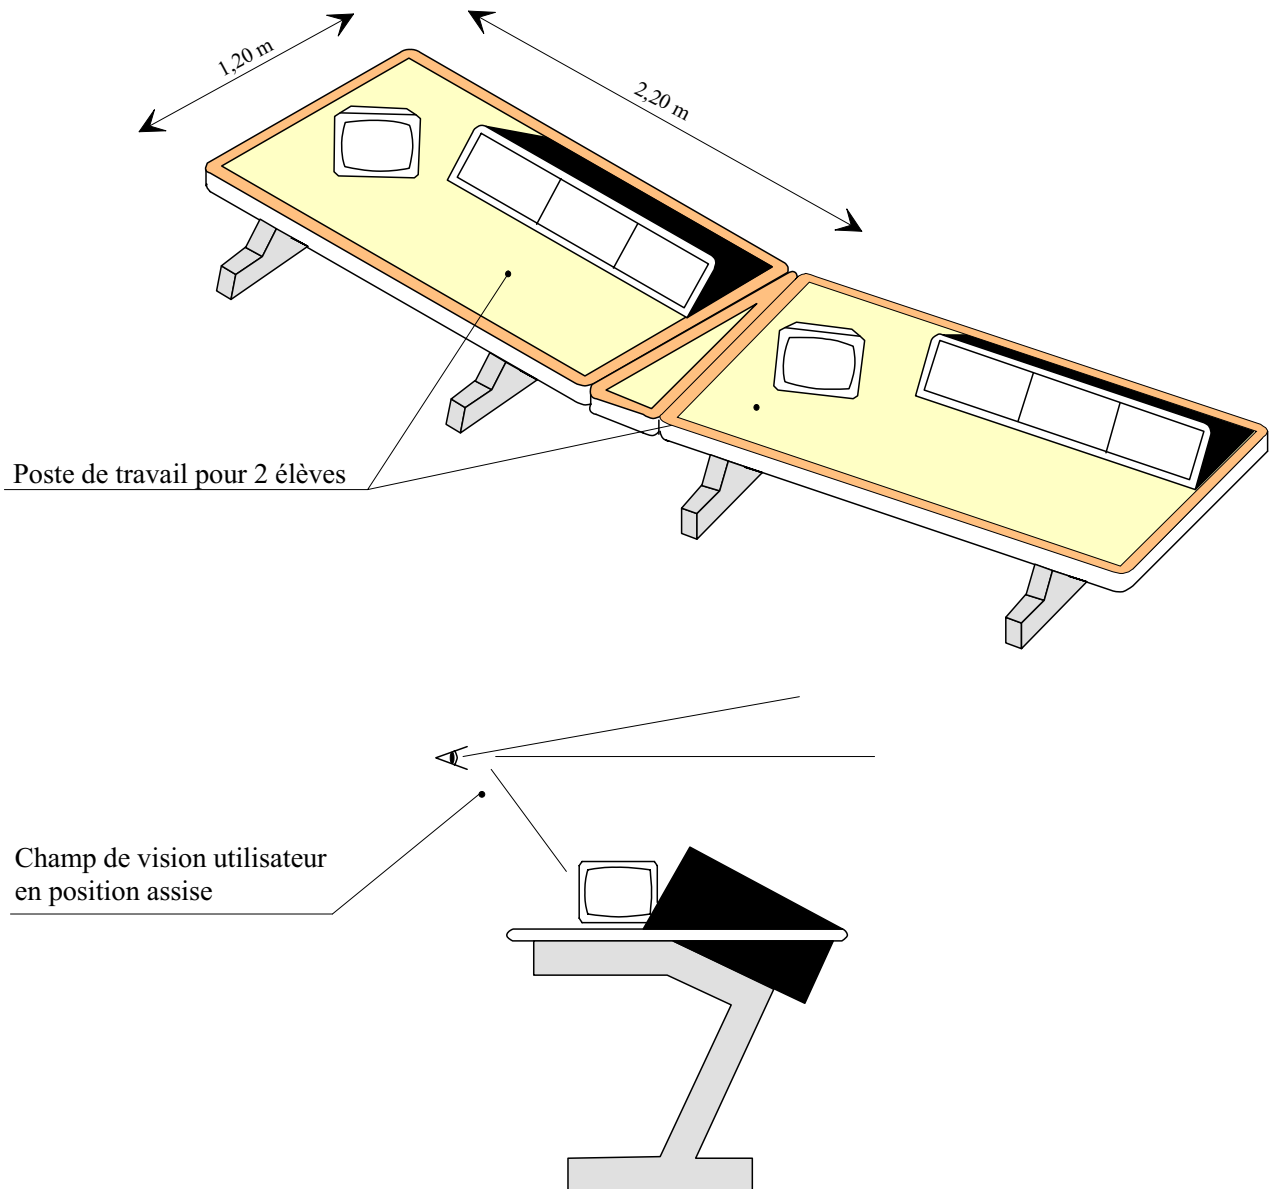 1,20 m
2,20 m
Poste de travail pour 2 élèves
Champ de vision utilisateur
en position assise